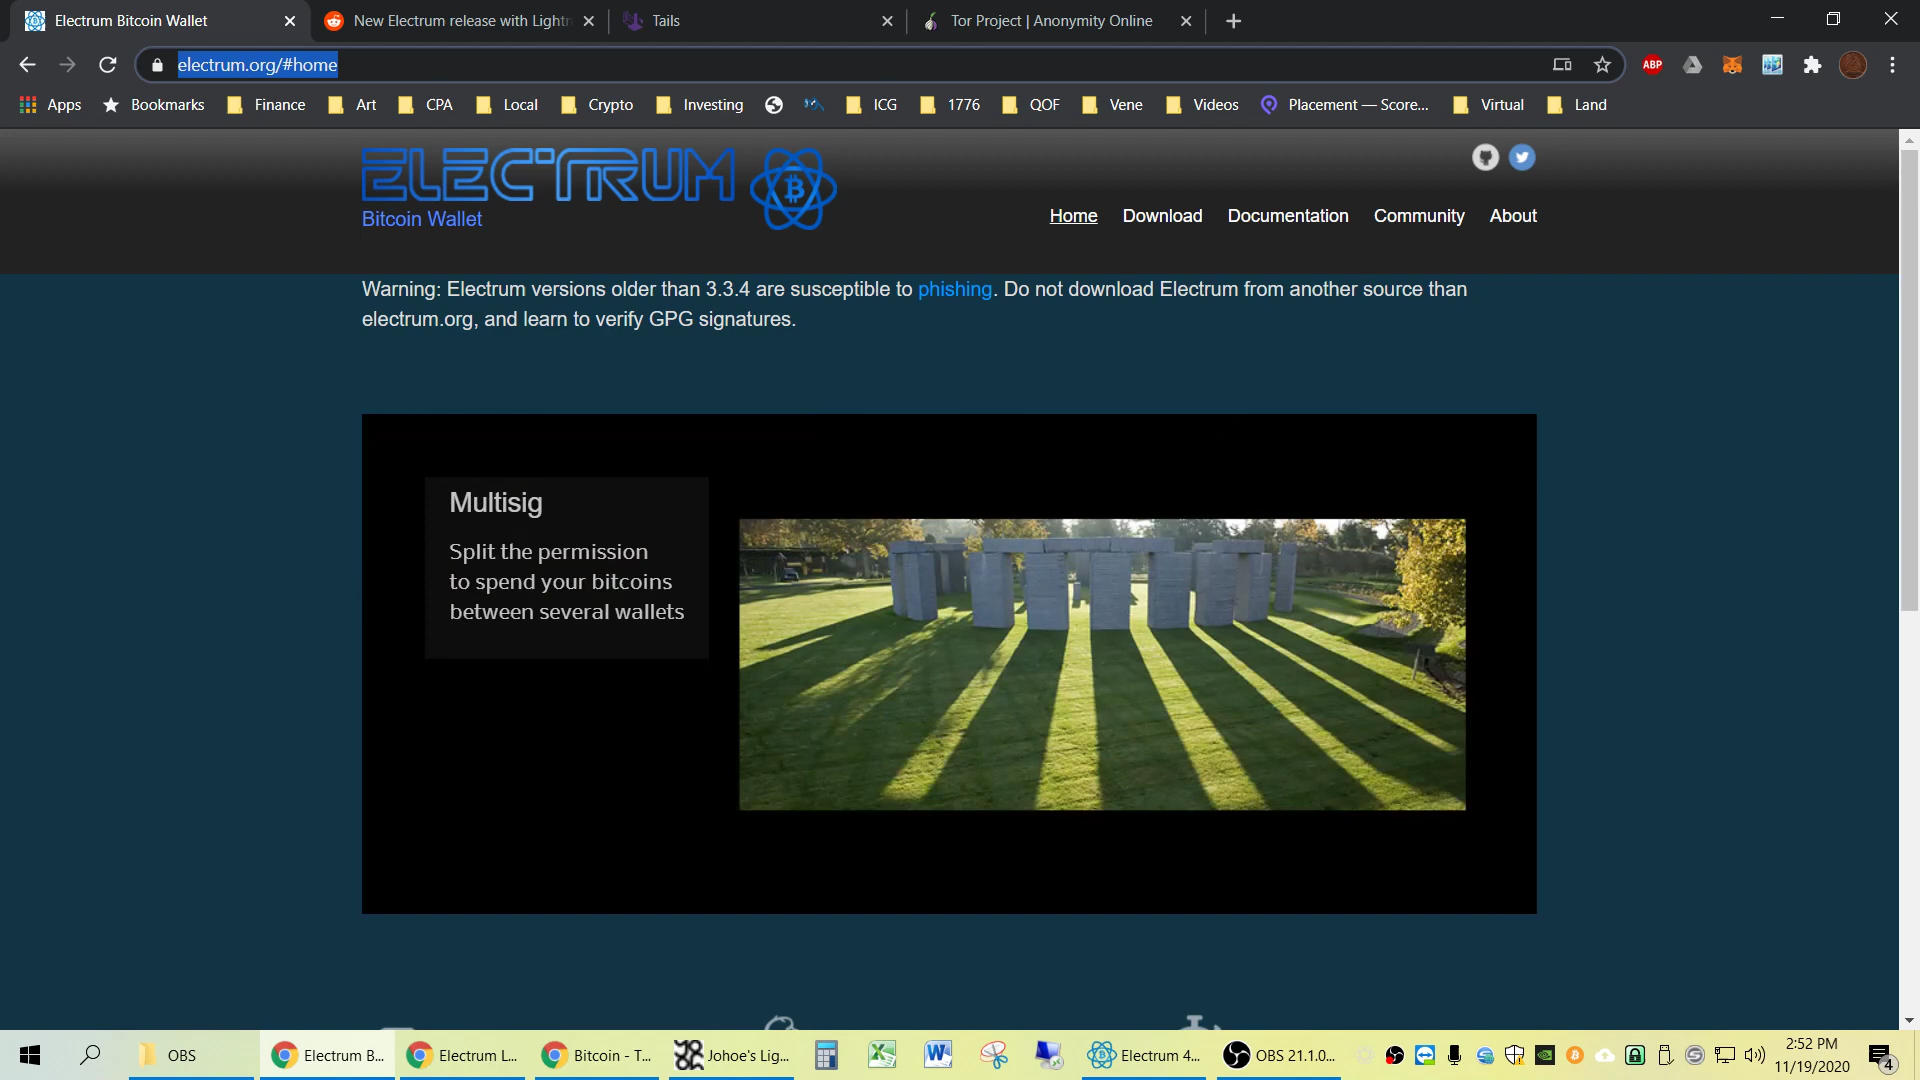 Electrum Bitcoin Wallet
New Electrum release with Lightn
Tails
Tor Project | Anonymity Online
electrum.org/#home
ABP
Apps
Bookmarks
Finance
Art
CPA
Local
Crypto
Investing
ICG
1776
QOF
Vene
Videos
Placement — Score...
Virtual
Land
ELECTRUM
Bitcoin Wallet
Home
Download
Documentation
Community
About
Warning: Electrum versions older than 3.3.4 are susceptible to phishing. Do not download Electrum from another source than
electrum.org, and learn to verify GPG signatures.
Multisig
Split the permission
to spend your bitcoins
between several wallets
OBS
Electrum B...
Electrum L...
Bitcoin - T...
Johoe's Lig...
Electrum 4...
OBS 21.1.0...
2:52 PM
11/19/2020
4